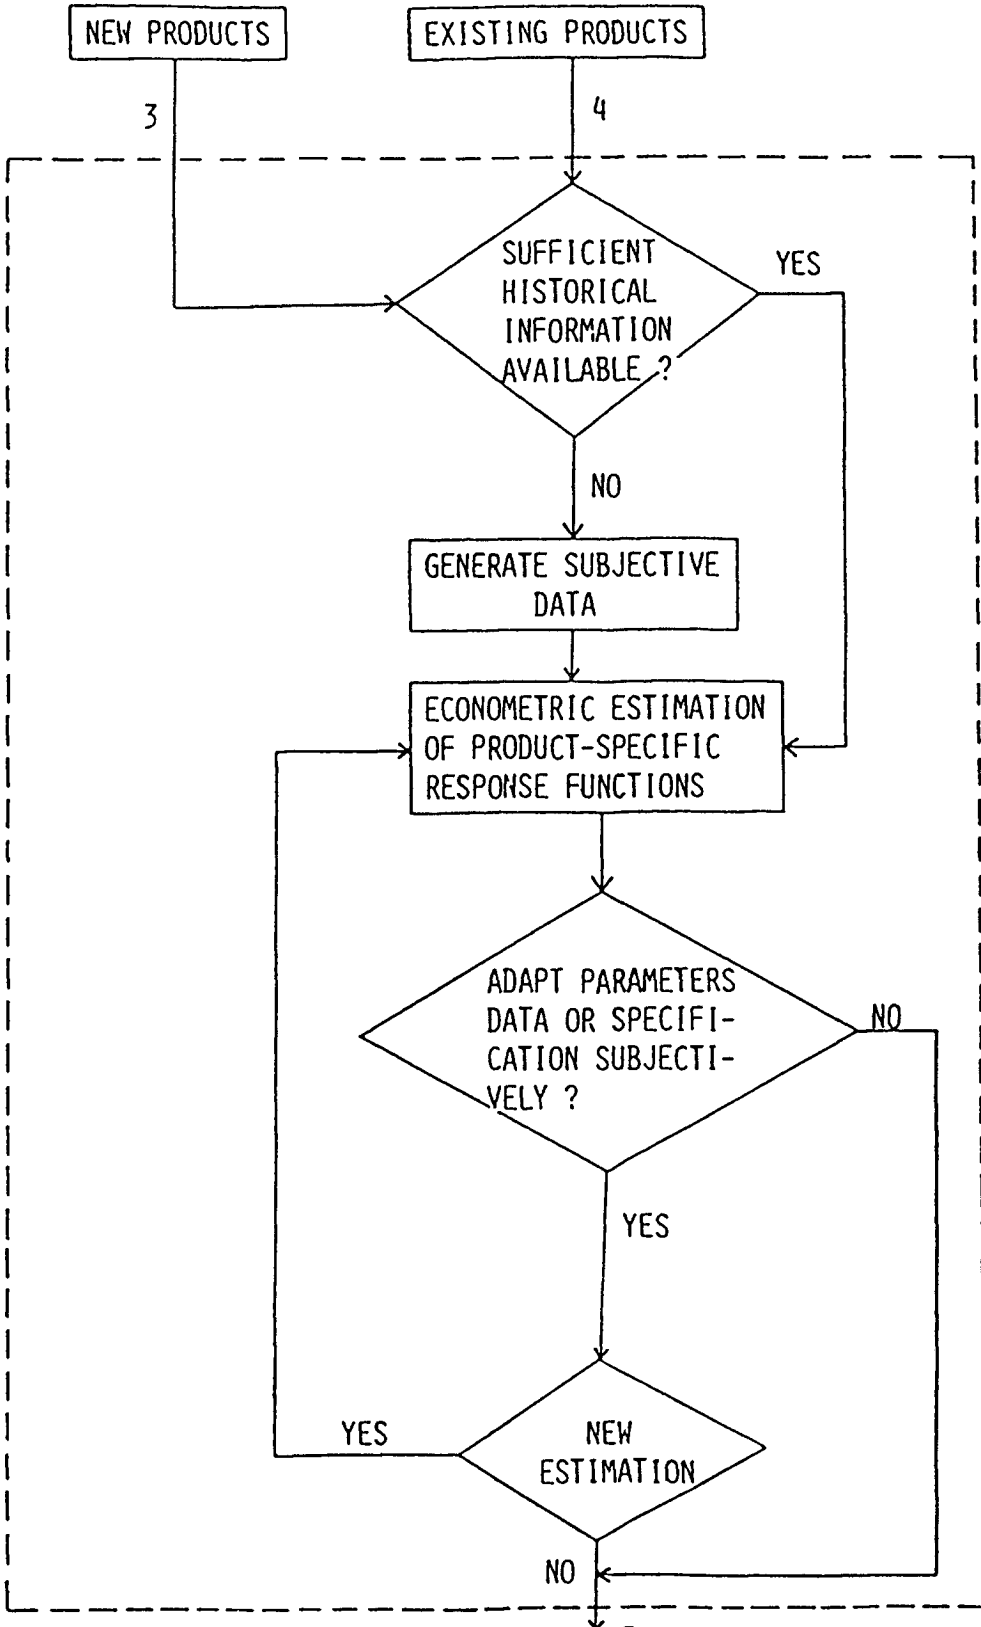 NEW PRODUCTS
EXISTING PRODUCTS
3
4
SUFFICIENT
HISTORICAL
INFORMATION
AVAILABLE ?
YES
NO
GENERATE SUBJECTIVE
DATA
ECONOMETRIC ESTIMATION
OF PRODUCT-SPECIFIC
RESPONSE FUNCTIONS
ADAPT PARAMETERS
DATA OR SPECIFI-
CATION SUBJECTI-
VELY ?
NO
YES
YES
NEW
ESTIMATION
NO